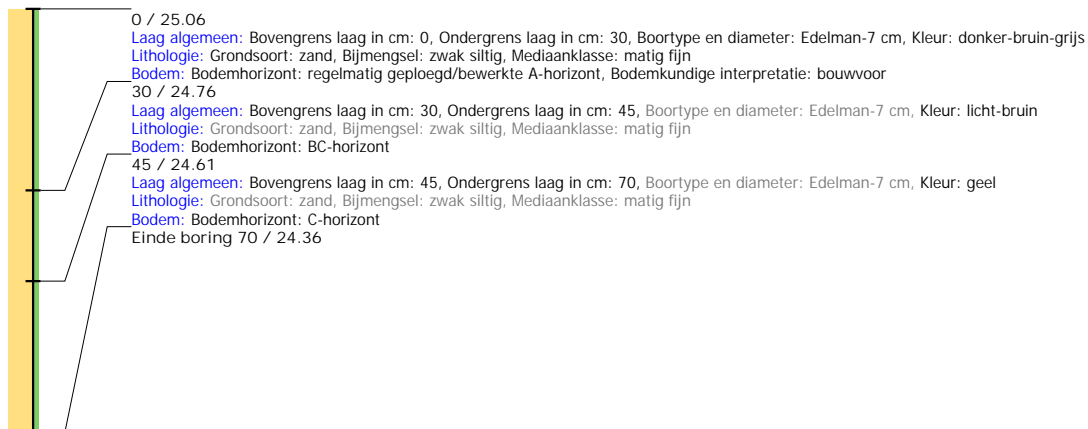 0 / 25.06
Laag algemeen: Bovengrens laag in cm: 0, Ondergrens laag in cm: 30, Boortype en diameter: Edelman-7 cm, Kleur: donker-bruin-grijs
Lithologie: Grondsoort: zand, Bijmengsel: zwak siltig, Mediaanklasse: matig fijn
Bodem: Bodemhorizont: regelmatig geploegd/bewerkte A-horizont, Bodemkundige interpretatie: bouwvoor
30 / 24.76
Laag algemeen: Bovengrens laag in cm: 30, Ondergrens laag in cm: 45, Boortype en diameter: Edelman-7 cm, Kleur: licht-bruin
Lithologie: Grondsoort: zand, Bijmengsel: zwak siltig, Mediaanklasse: matig fijn
Bodem: Bodemhorizont: BC-horizont
45 / 24.61
Laag algemeen: Bovengrens laag in cm: 45, Ondergrens laag in cm: 70, Boortype en diameter: Edelman-7 cm, Kleur: geel
Lithologie: Grondsoort: zand, Bijmengsel: zwak siltig, Mediaanklasse: matig fijn
Bodem: Bodemhorizont: C-horizont
Einde boring 70 / 24.36